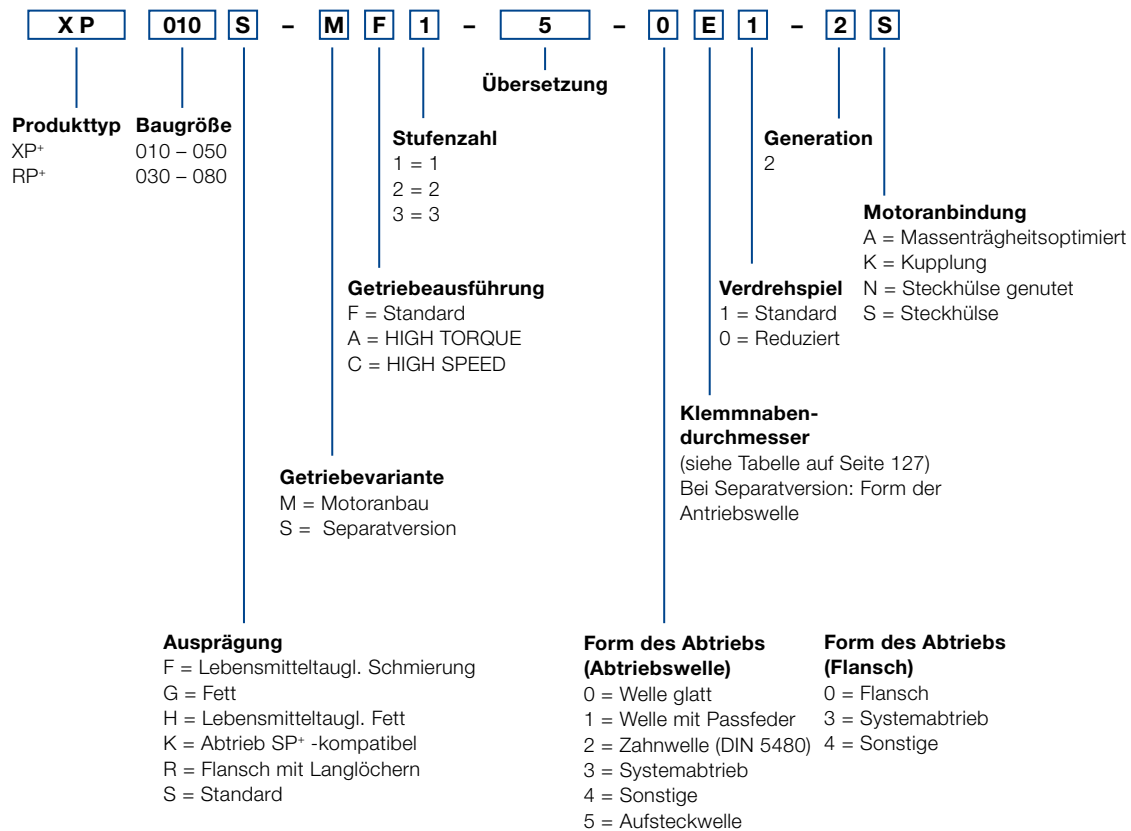 XP 010 S – M F 1 – 5 – 0 E 1 – 2 S
Übersetzung
Produkttyp
XP+
RP+
Baugröße
010 – 050
030 – 080
Stufenzahl
1 = 1
2 = 2
3 = 3
Generation
2
Motoranbindung
A = Massenträgheitsoptimiert
K = Kupplung
N = Steckhülse genutet
S = Steckhülse
Getriebeausführung
F = Standard
A = HIGH TORQUE
C = HIGH SPEED
Verdrehspiel
1 = Standard
0 = Reduziert
Klemmnaben-
durchmesser
(siehe Tabelle auf Seite 127)
Bei Separatversion: Form der
Antriebswelle
Getriebevariante
M = Motoranbau
S = Separatversion
Ausprägung
F = Lebensmitteltaugl. Schmierung
G = Fett
H = Lebensmitteltaugl. Fett
K = Abtrieb SP+ -kompatibel
R = Flansch mit Langlöchern
S = Standard
Form des Abtriebs
(Abtriebswelle)
0 = Welle glatt
1 = Welle mit Passfeder
2 = Zahnwelle (DIN 5480)
3 = Systemabtrieb
4 = Sonstige
5 = Aufsteckwelle
Form des Abtriebs
(Flansch)
0 = Flansch
3 = Systemabtrieb
4 = Sonstige